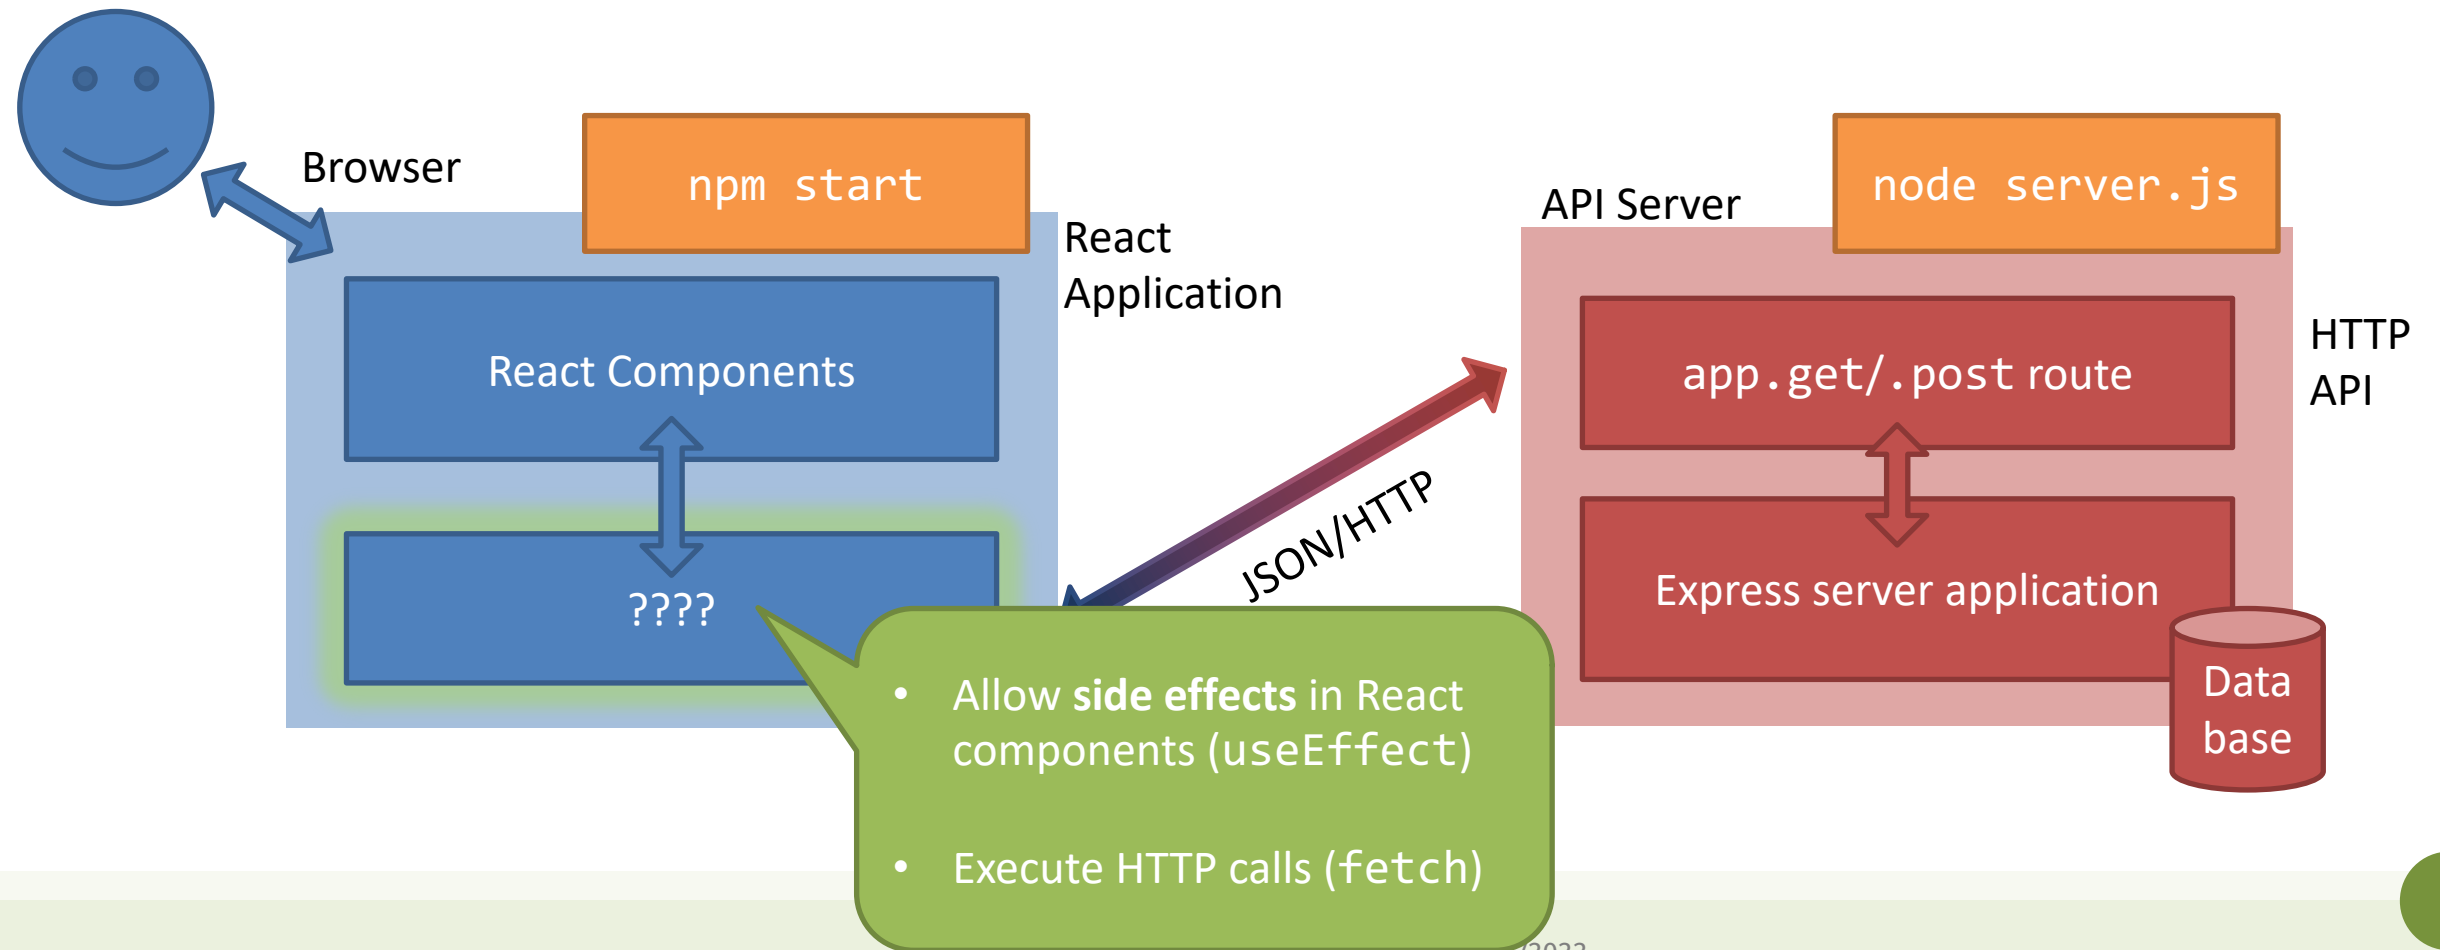 Browser
npm start
React
Application
React Components
????
JSON/HTTP
• Allow side effects in React
components (useEffect)
• Execute HTTP calls (fetch)
API Server
node server.js
HTTP
API
app.get/.post route
Express server application
Data
base